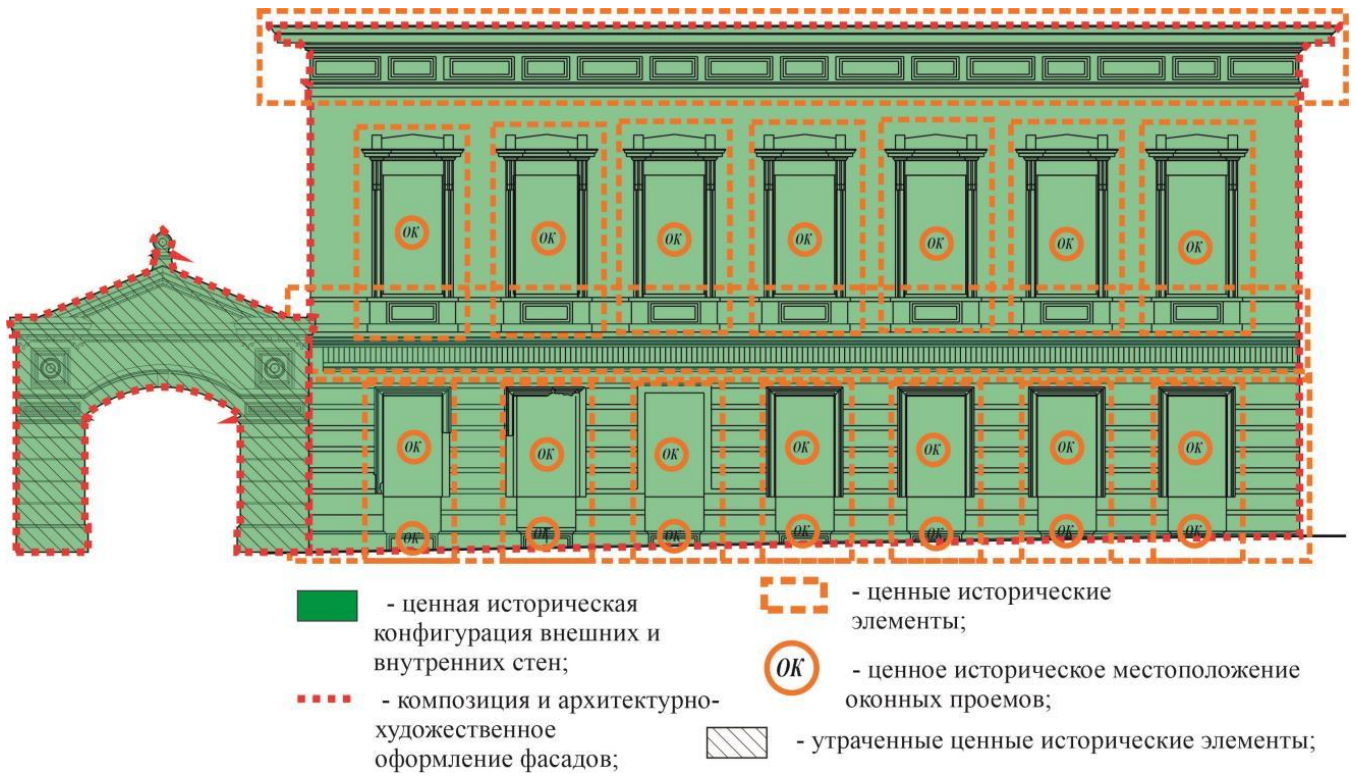 ОК ОК ОК ОК ОК ОК ОК
ОК ОК ОК ОК ОК ОК ОК
ОК ОК ОК ОК ОК ОК ОК
- ценная историческая
конфигурация внешних и
внутренних стен;
- композиция и архитектурно-
художественное
оформление фасадов;
- ценные исторические
элементы;
ОК - ценное историческое местоположение
оконных проемов;
- утраченные ценные исторические элементы;